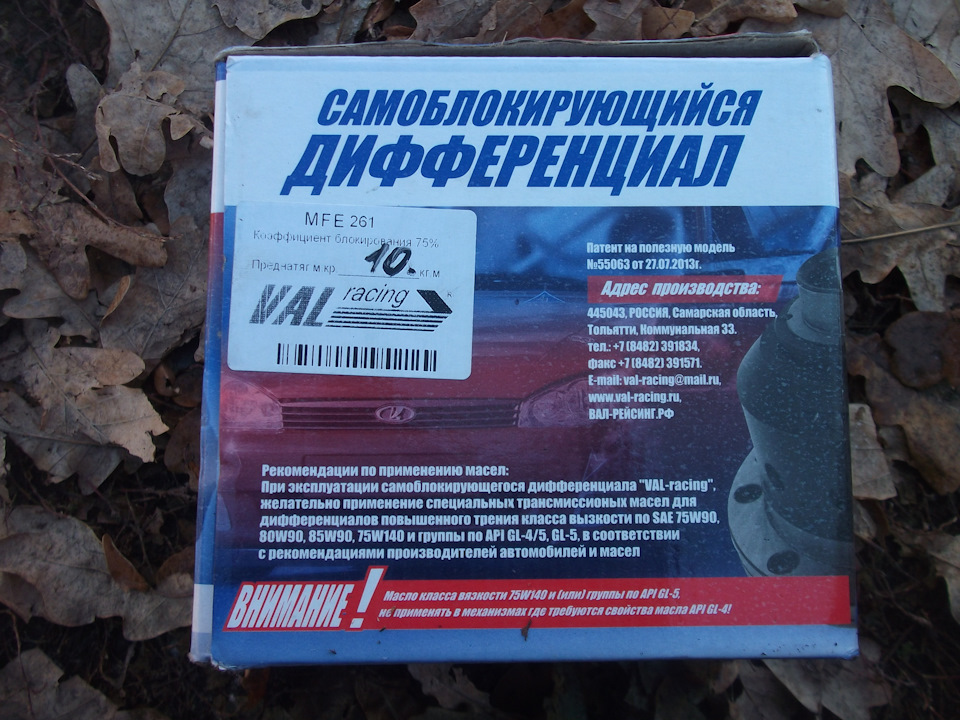 САМОБЛОКИРУЮЩИЙСЯ
ДИФФЕРЕНЦИАЛ
MFE 261
Коэффициент блокирования 75%
Преднатяг м.кр. 10. кг.м
VAL racing ®
Патент на полезную модель
№55063 от 27.07.2013г.
Адрес производства:
445043, РОССИЯ, Самарская область,
Тольятти, Коммунальная 33.
тел.: +7 (8482) 391834,
факс +7 (8482) 391571.
E-mail: val-racing@mail.ru,
www.val-racing.ru,
ВАЛ-РЕЙСИНГ.РФ
Рекомендации по применению масел:
При эксплуатации самоблокирующегося дифференциала "VAL-racing",
желательно применение специальных трансмиссионых масел для
дифференциалов повышенного трения класса вызкости по SAE 75W90,
80W90, 85W90, 75W140 и группы по API GL-4/5, GL-5, в соответствии
с рекомендациями производителей автомобилей и масел
ВНИМАНИЕ!
Масло класса вязкости 75W140 и (или) группы по API GL-5,
не применять в механизмах где требуются свойства масла API GL-4!